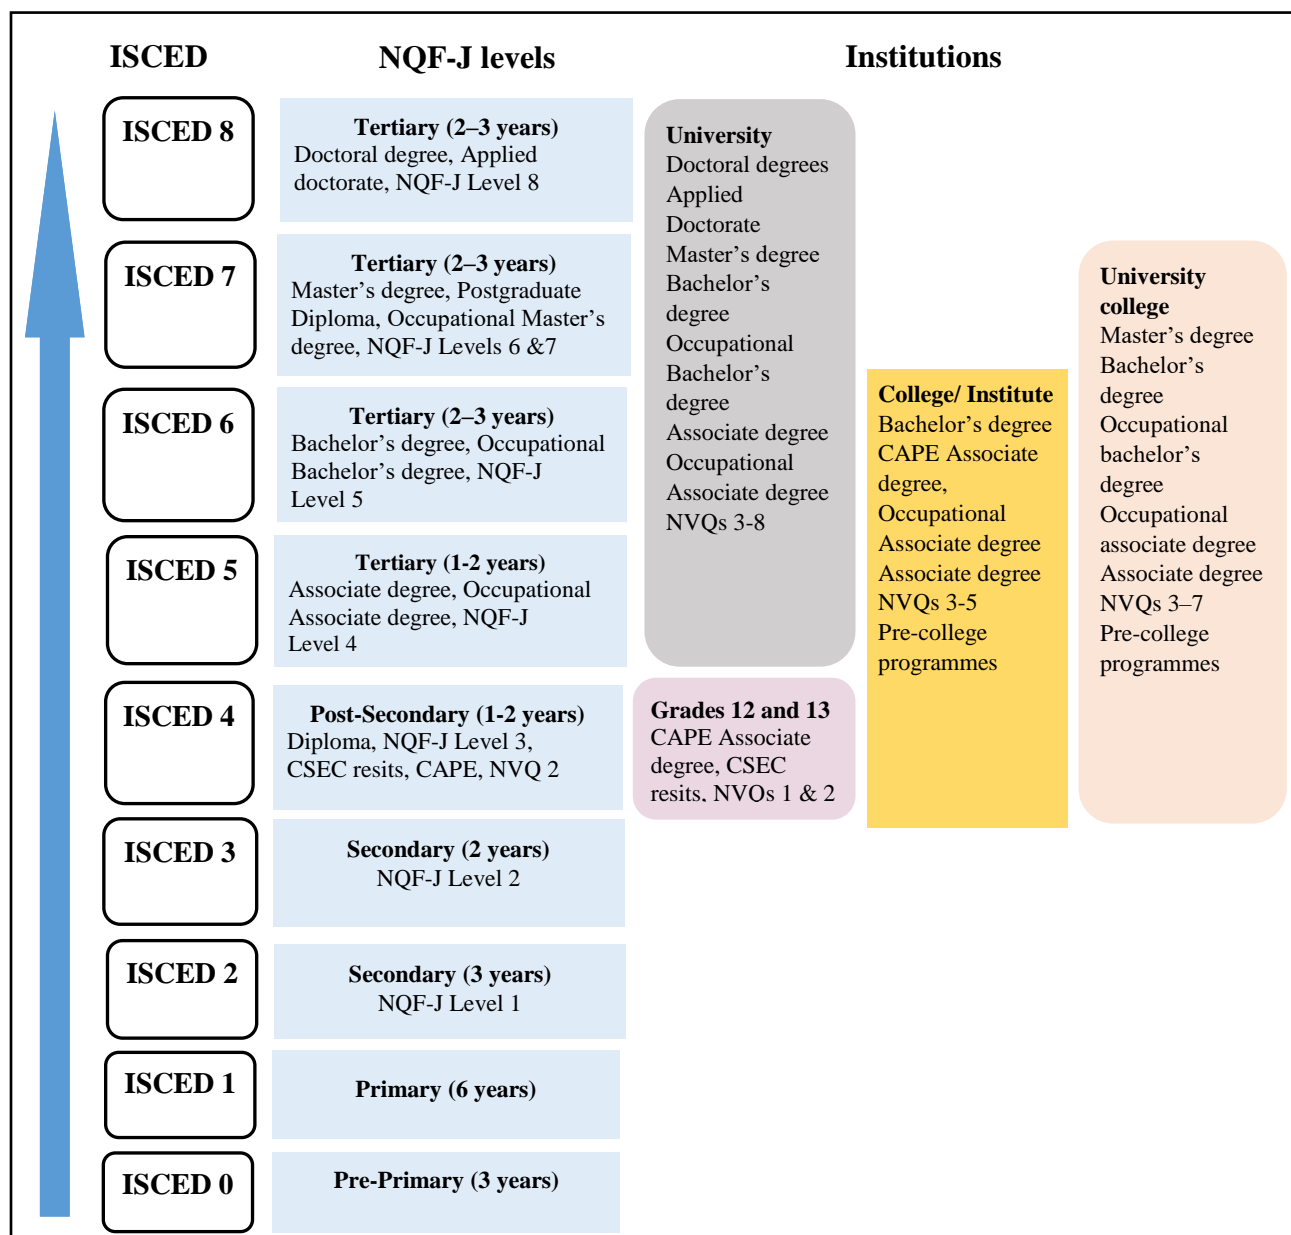 ISCED
NQF-J levels
Institutions
ISCED 8
Tertiary (2–3 years)
Doctoral degree, Applied
doctorate, NQF-J Level 8
ISCED 7
Tertiary (2–3 years)
Master’s degree, Postgraduate
Diploma, Occupational Master’s
degree, NQF-J Levels 6 &7
ISCED 6
Tertiary (2–3 years)
Bachelor’s degree, Occupational
Bachelor’s degree, NQF-J
Level 5
ISCED 5
Tertiary (1-2 years)
Associate degree, Occupational
Associate degree, NQF-J
Level 4
ISCED 4
Post-Secondary (1-2 years)
Diploma, NQF-J Level 3,
CSEC resits, CAPE, NVQ 2
ISCED 3
Secondary (2 years)
NQF-J Level 2
ISCED 2
Secondary (3 years)
NQF-J Level 1
ISCED 1
Primary (6 years)
ISCED 0
Pre-Primary (3 years)
University
Doctoral degrees
Applied
Doctorate
Master’s degree
Bachelor’s
degree
Occupational
Bachelor’s
degree
Associate degree
Occupational
Associate degree
NVQs 3-8
Grades 12 and 13
CAPE Associate
degree, CSEC
resits, NVQs 1 & 2
College/ Institute
Bachelor’s degree
CAPE Associate
degree,
Occupational
Associate degree
Associate degree
NVQs 3-5
Pre-college
programmes
University
college
Master’s degree
Bachelor’s
degree
Occupational
bachelor’s
degree
Occupational
associate degree
Associate degree
NVQs 3–7
Pre-college
programmes